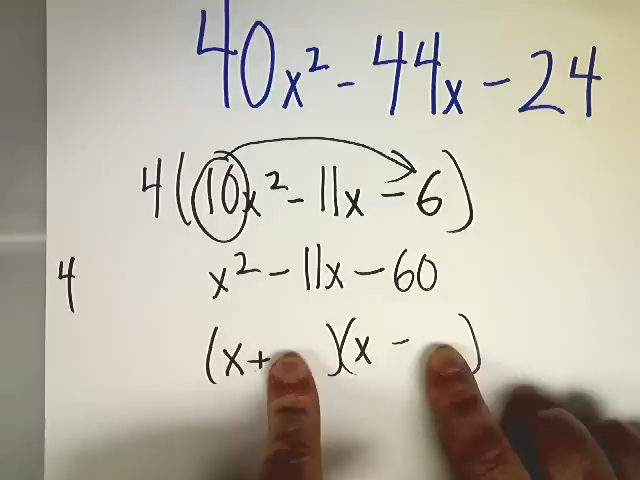 40x² - 44x - 24
4(10x² - 11x - 6)
4 x² - 11x - 60
(x+ )(x - )